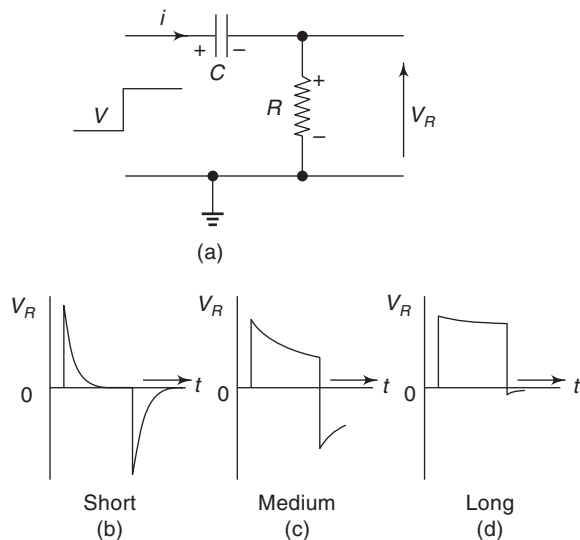 i
+ –
C
V
R
+
–
V_R
(a)
V_R
0
t
Short
(b)
V_R
0
t
Medium
(c)
V_R
0
t
Long
(d)